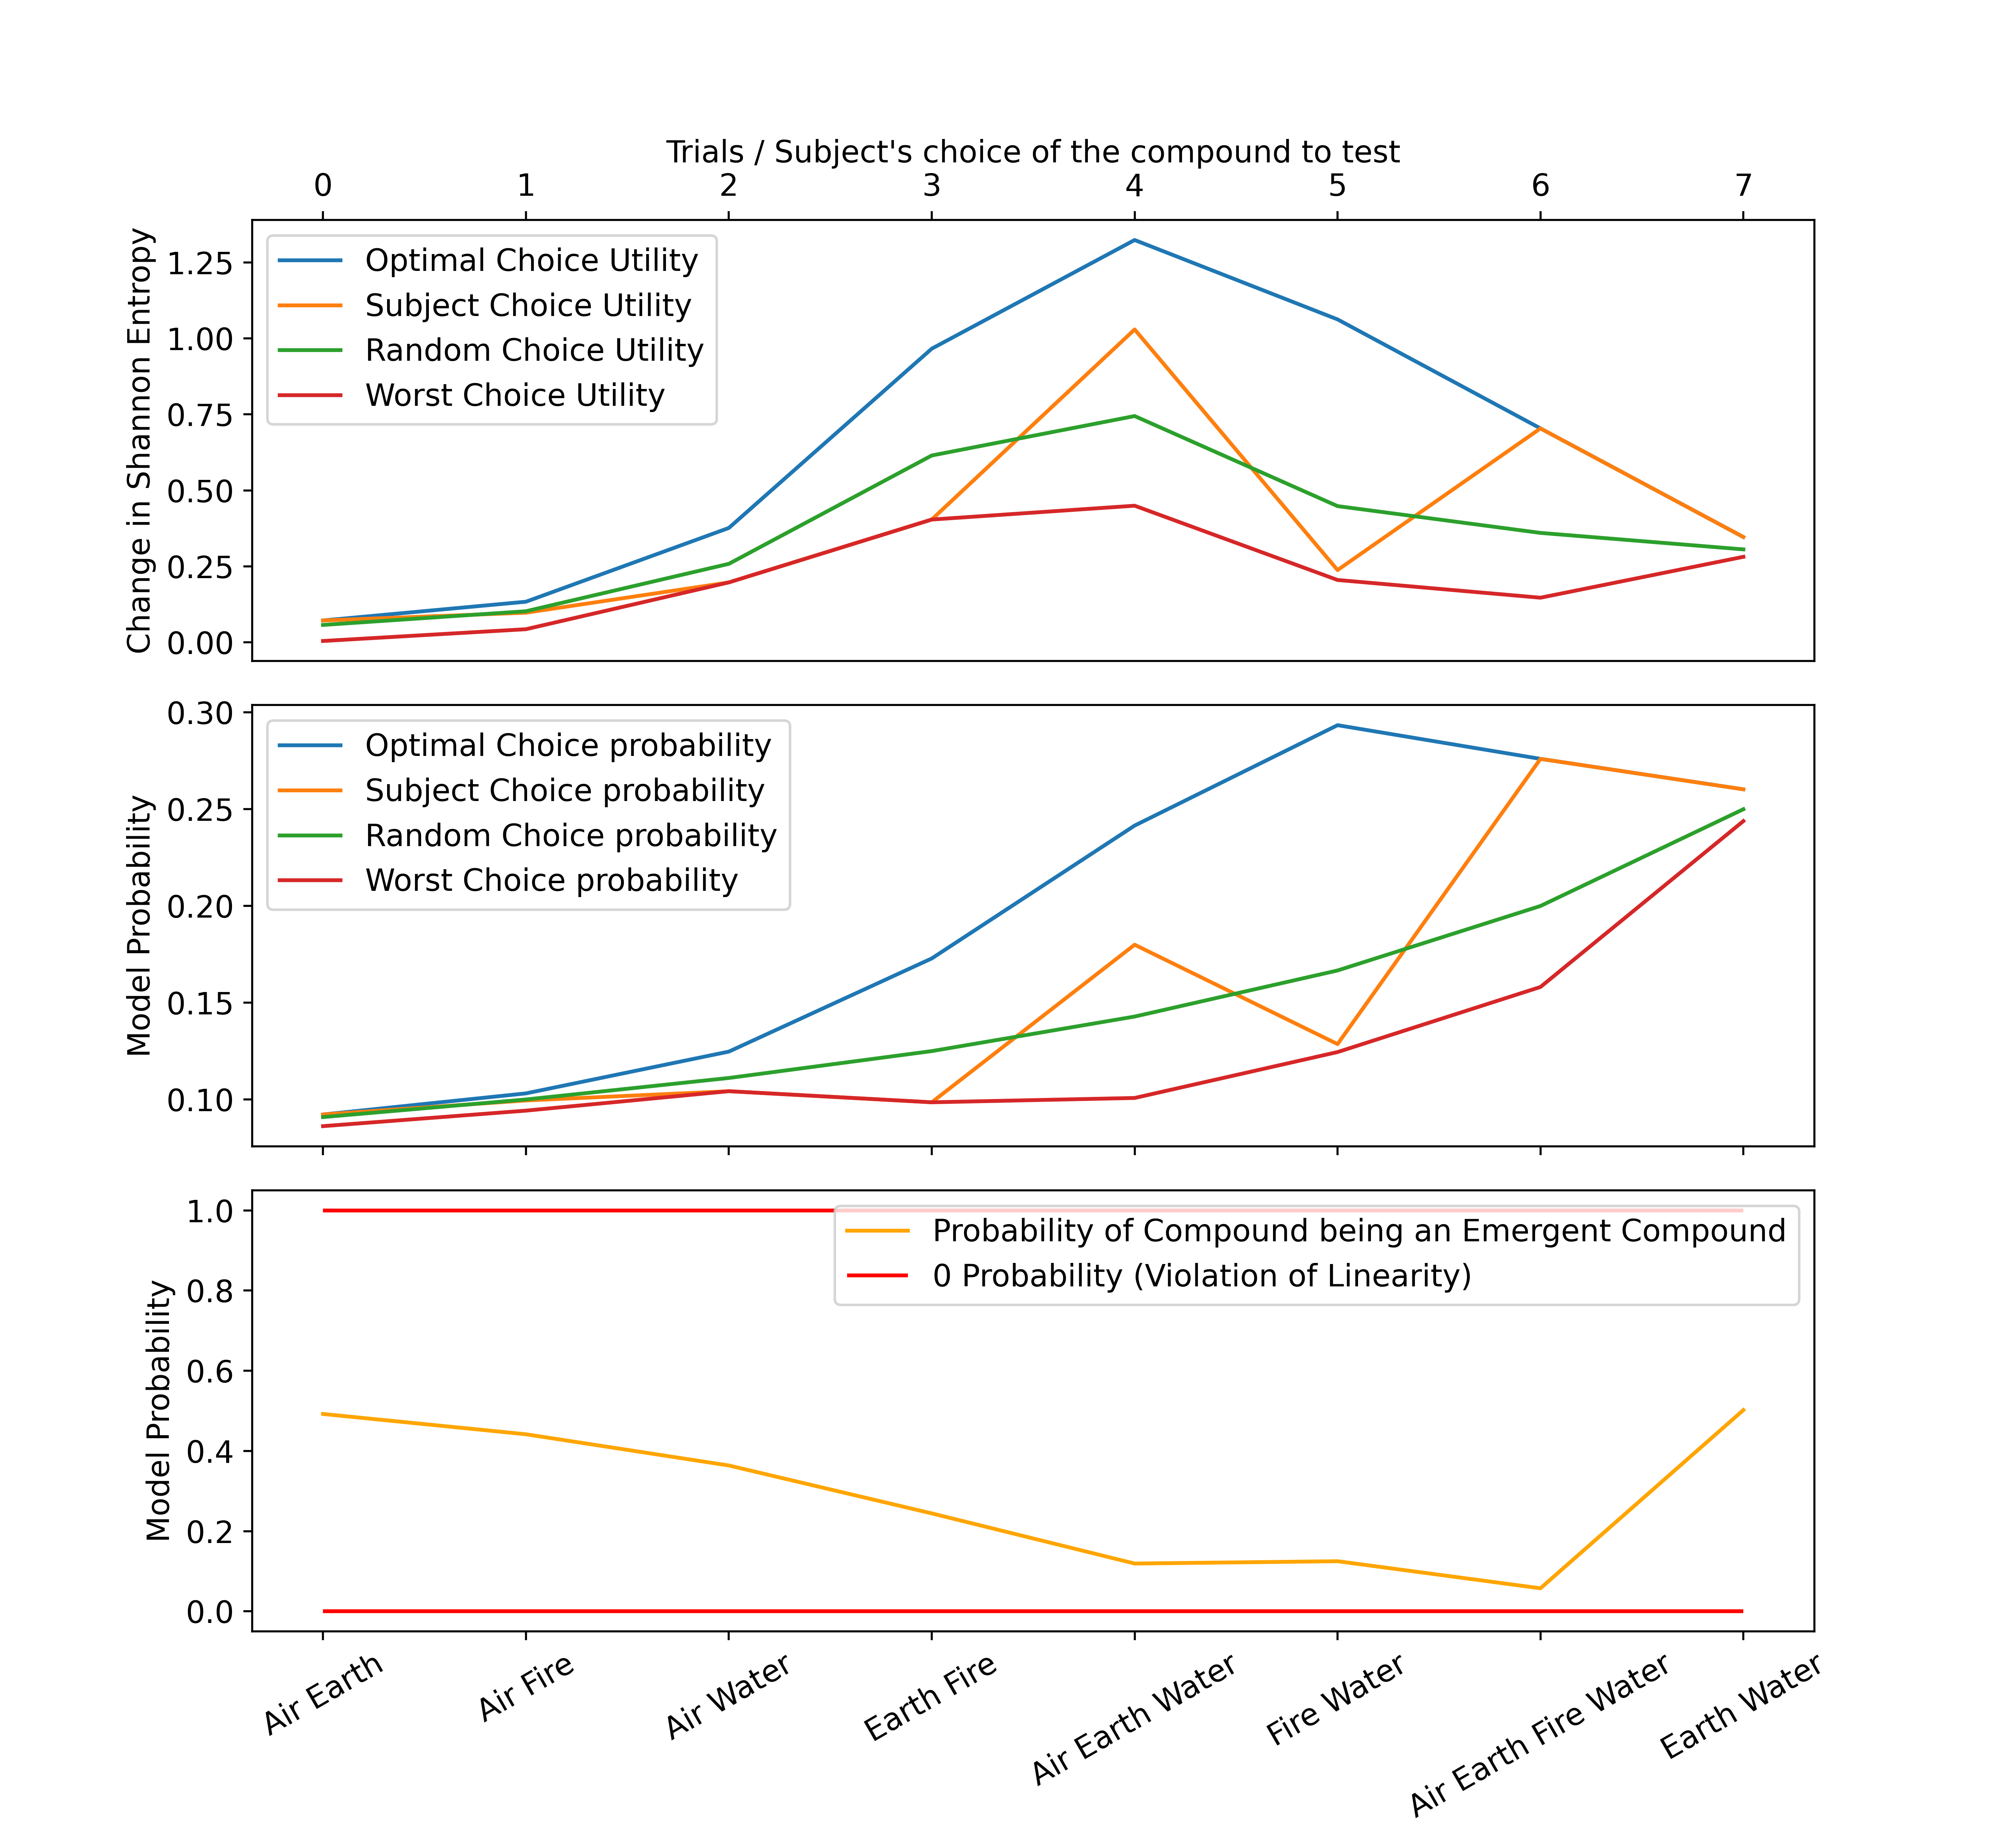 Trials / Subject's choice of the compound to test
0 1 2 3 4 5 6 7
Change in Shannon Entropy
1.25
1.00
0.75
0.50
0.25
0.00
Optimal Choice Utility
Subject Choice Utility
Random Choice Utility
Worst Choice Utility
Model Probability
0.30
0.25
0.20
0.15
0.10
Optimal Choice probability
Subject Choice probability
Random Choice probability
Worst Choice probability
Model Probability
1.0
0.8
0.6
0.4
0.2
0.0
Probability of Compound being an Emergent Compound
0 Probability (Violation of Linearity)
Air Earth
Air Fire
Air Water
Earth Fire
Air Earth Water
Fire Water
Air Earth Fire Water
Earth Water